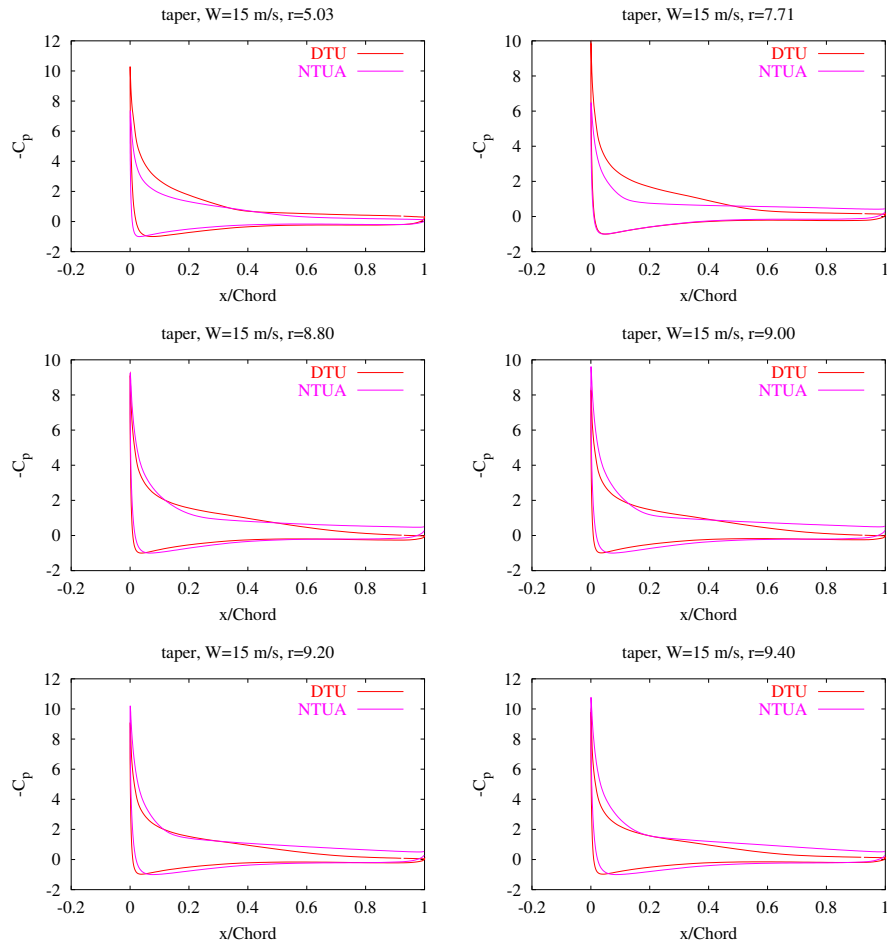 taper, W=15 m/s, r=5.03
12
10
8
6
4
2
0
-2
-C_p
-0.2 0 0.2 0.4 0.6 0.8 1
x/Chord
DTU
NTUA
taper, W=15 m/s, r=7.71
10
8
6
4
2
0
-2
-C_p
-0.2 0 0.2 0.4 0.6 0.8 1
x/Chord
DTU
NTUA
taper, W=15 m/s, r=8.80
10
8
6
4
2
0
-2
-C_p
-0.2 0 0.2 0.4 0.6 0.8 1
x/Chord
DTU
NTUA
taper, W=15 m/s, r=9.00
10
8
6
4
2
0
-2
-C_p
-0.2 0 0.2 0.4 0.6 0.8 1
x/Chord
DTU
NTUA
taper, W=15 m/s, r=9.20
12
10
8
6
4
2
0
-2
-C_p
-0.2 0 0.2 0.4 0.6 0.8 1
x/Chord
DTU
NTUA
taper, W=15 m/s, r=9.40
12
10
8
6
4
2
0
-2
-C_p
-0.2 0 0.2 0.4 0.6 0.8 1
x/Chord
DTU
NTUA